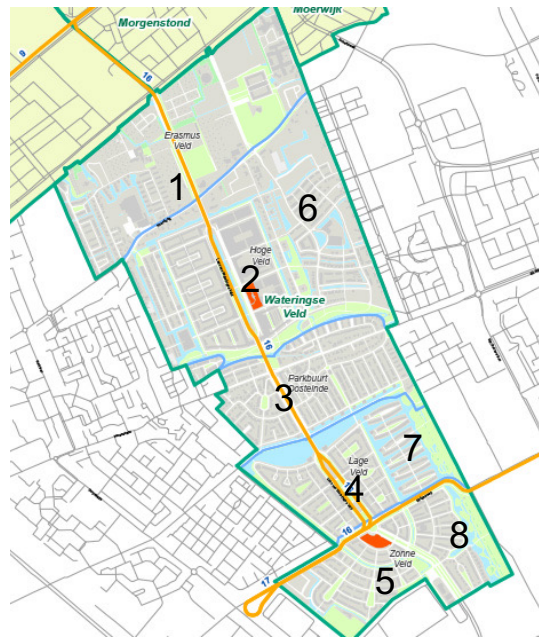 Morgenstond
Moerwijk
9
16
Erasmus
Veld
1
6
Hoge
Veld
2
Wateringse
Veld
16
Parkbuurt
Oosteinde
3
7
Lage
Veld
4
16
8
Zonne
Veld
17
5